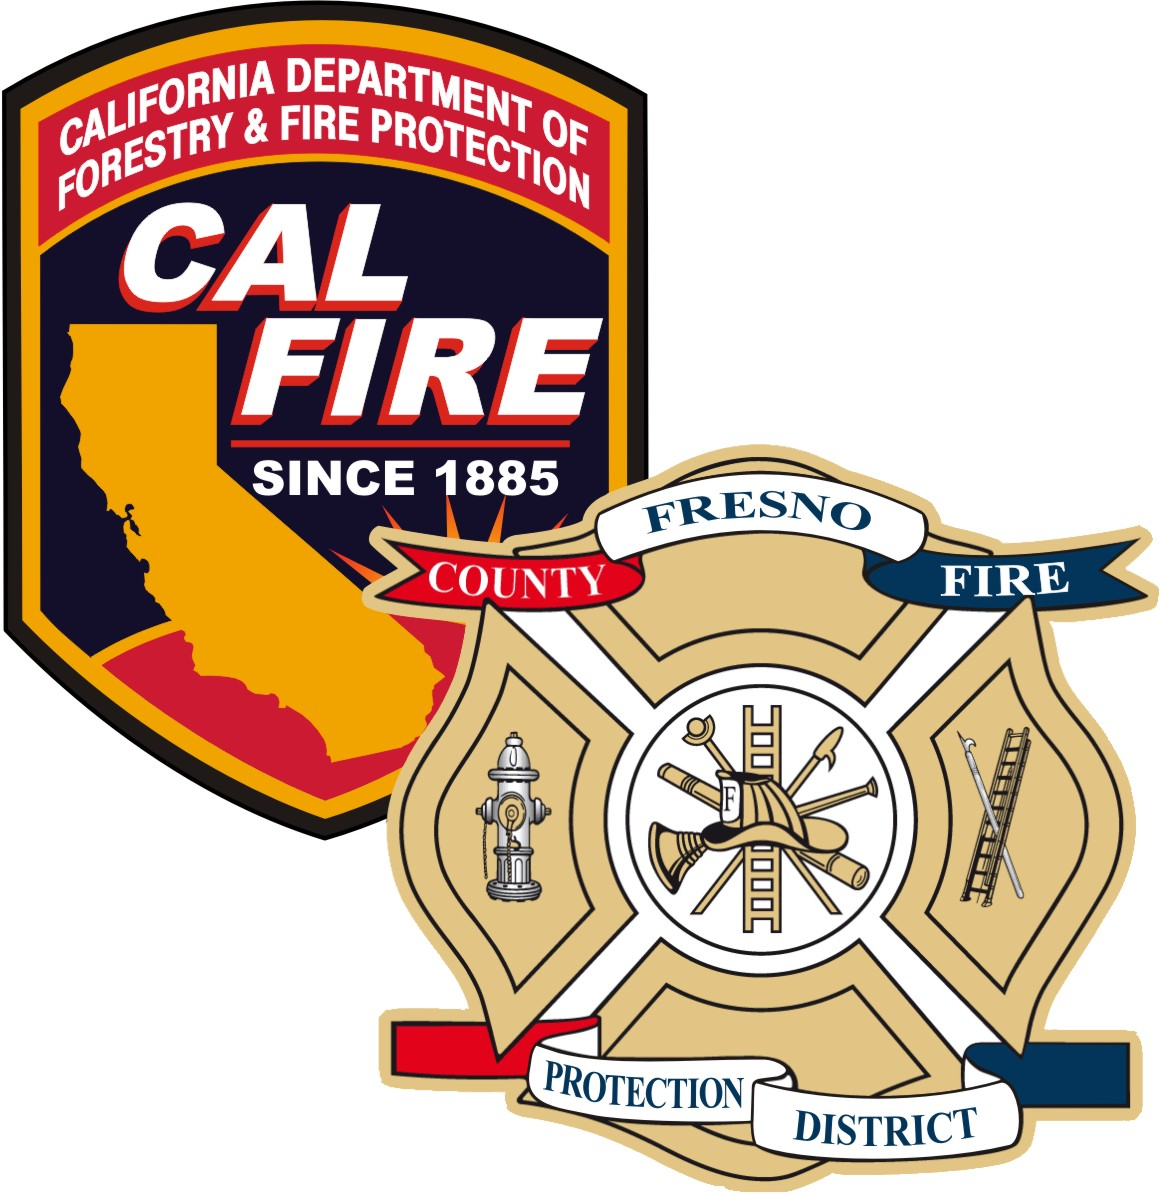 CALIFORNIA DEPARTMENT OF
FORESTRY & FIRE PROTECTION
CAL
FIRE
SINCE 1885
FRESNO
COUNTY
FIRE
F
PROTECTION
DISTRICT